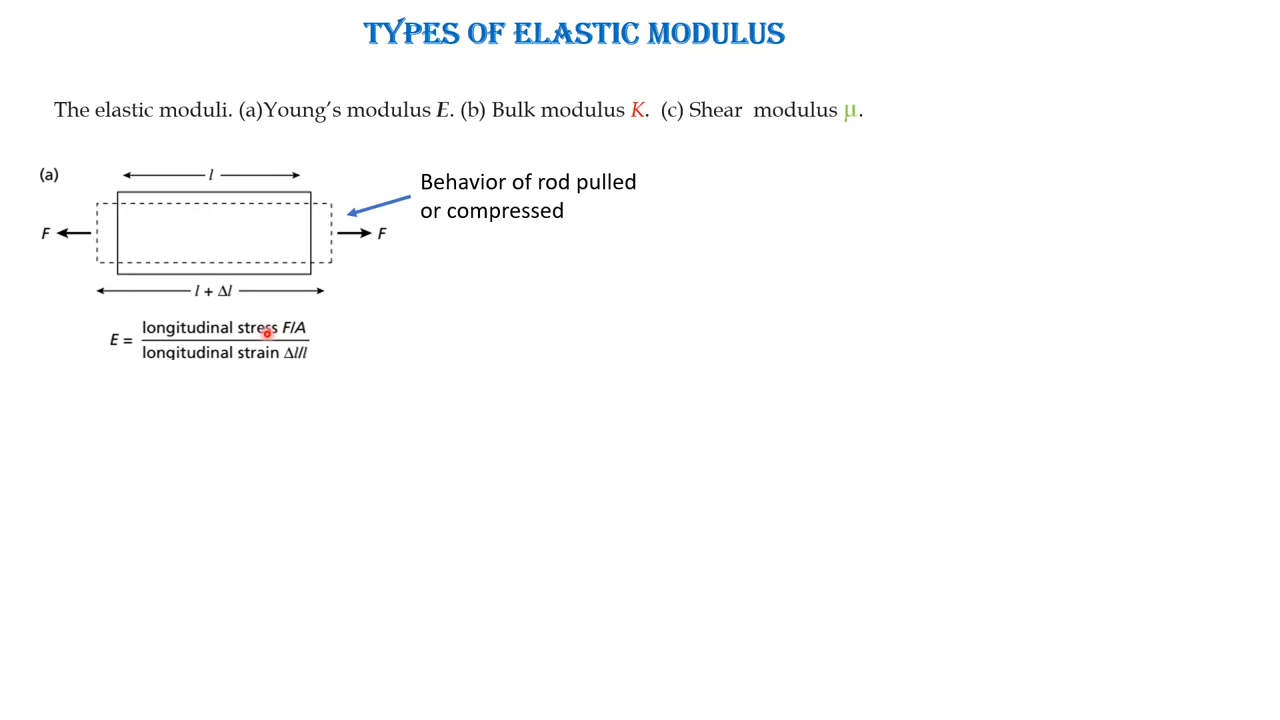 TYPES OF ELASTIC MODULUS
The elastic moduli. (a)Young's modulus E. (b) Bulk modulus K. (c) Shear modulus μ.
(a)
l
Behavior of rod pulled
or compressed
F
F
l + Δl
longitudinal stress F/A
E =
longitudinal strain Δl/l